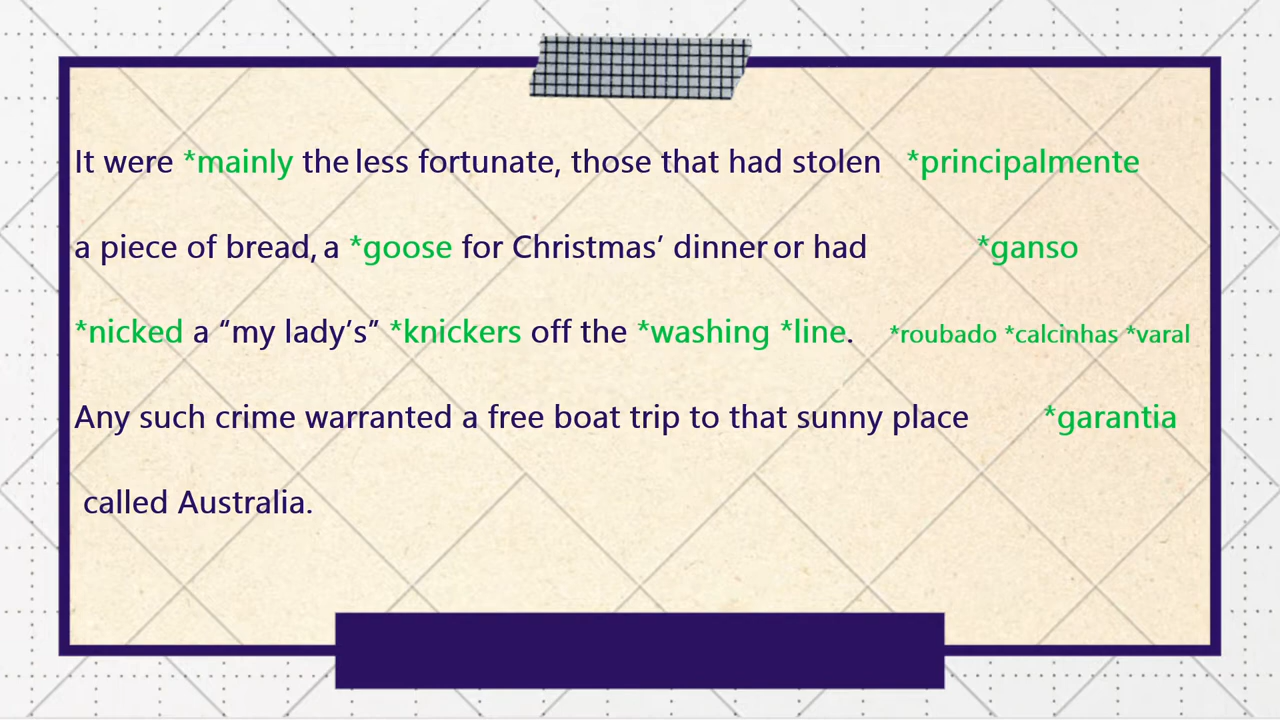 It were *mainly the less fortunate, those that had stolen *principalmente
a piece of bread, a *goose for Christmas’ dinner or had *ganso
*nicked a “my lady’s” *knickers off the *washing *line. *roubado *calcinhas *varal
Any such crime warranted a free boat trip to that sunny place *garantia
called Australia.